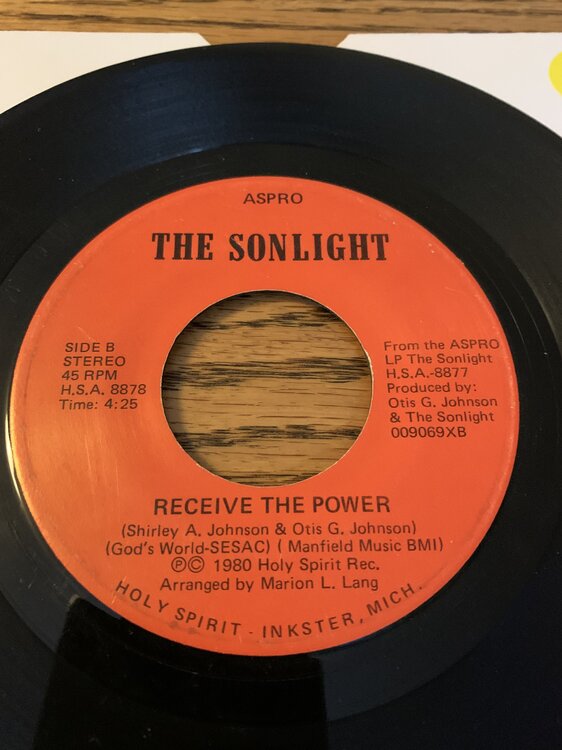 ASPRO
THE SONLIGHT
SIDE B
STEREO
45 RPM
H.S.A. 8878
Time: 4:25
From the ASPRO
LP The Sonlight
H.S.A.-8877
Produced by:
Otis G. Johnson
& The Sonlight
009069XB
RECEIVE THE POWER
(Shirley A. Johnson & Otis G. Johnson)
(God's World-SESAC) ( Manfield Music BMI)
℗© 1980 Holy Spirit Rec.
Arranged by Marion L. Lang
HOLY SPIRIT - INKSTER, MICH.